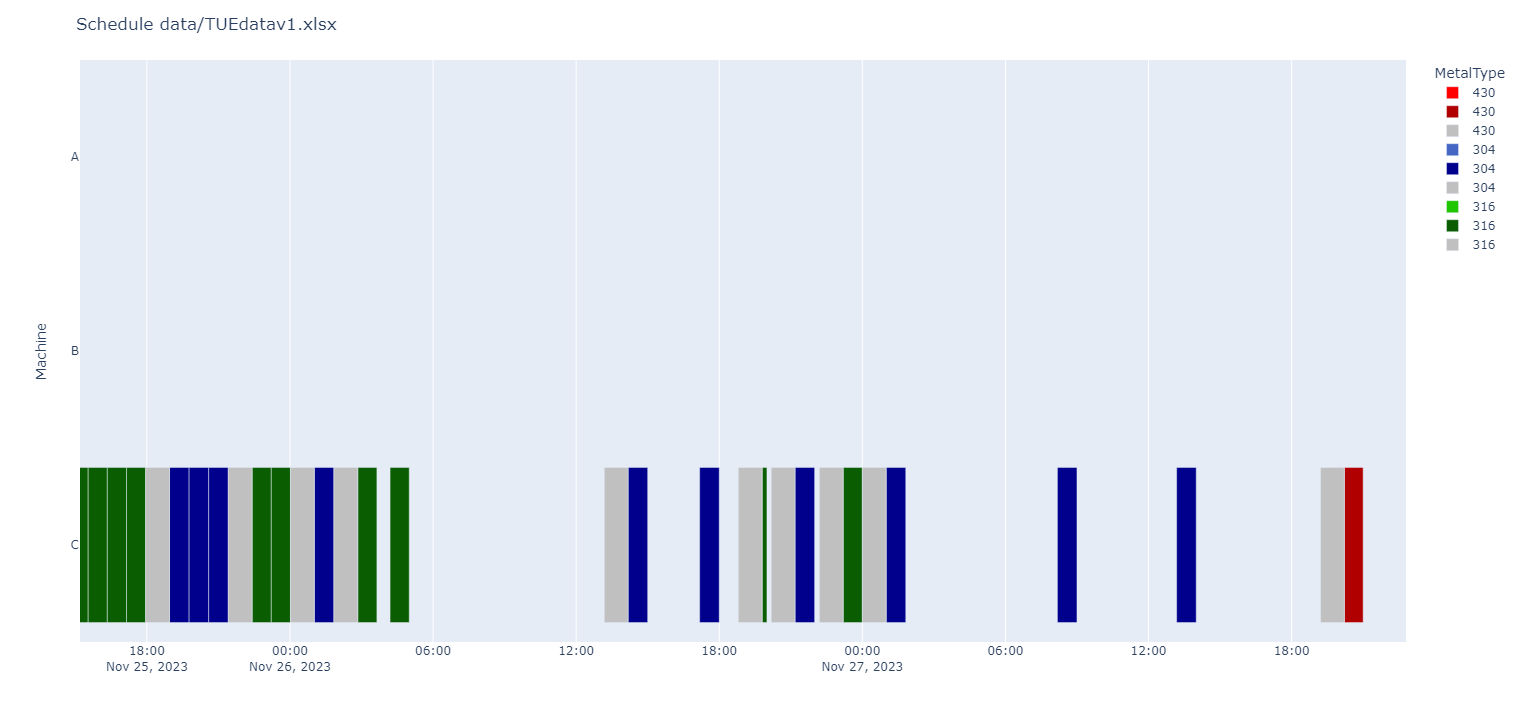 Schedule data/TUEdatav1.xlsx
MetalType
430
430
430
304
304
304
316
316
316
Machine
A
B
C
18:00 00:00 06:00 12:00 18:00 00:00 06:00 12:00 18:00
Nov 25, 2023 Nov 26, 2023 Nov 27, 2023